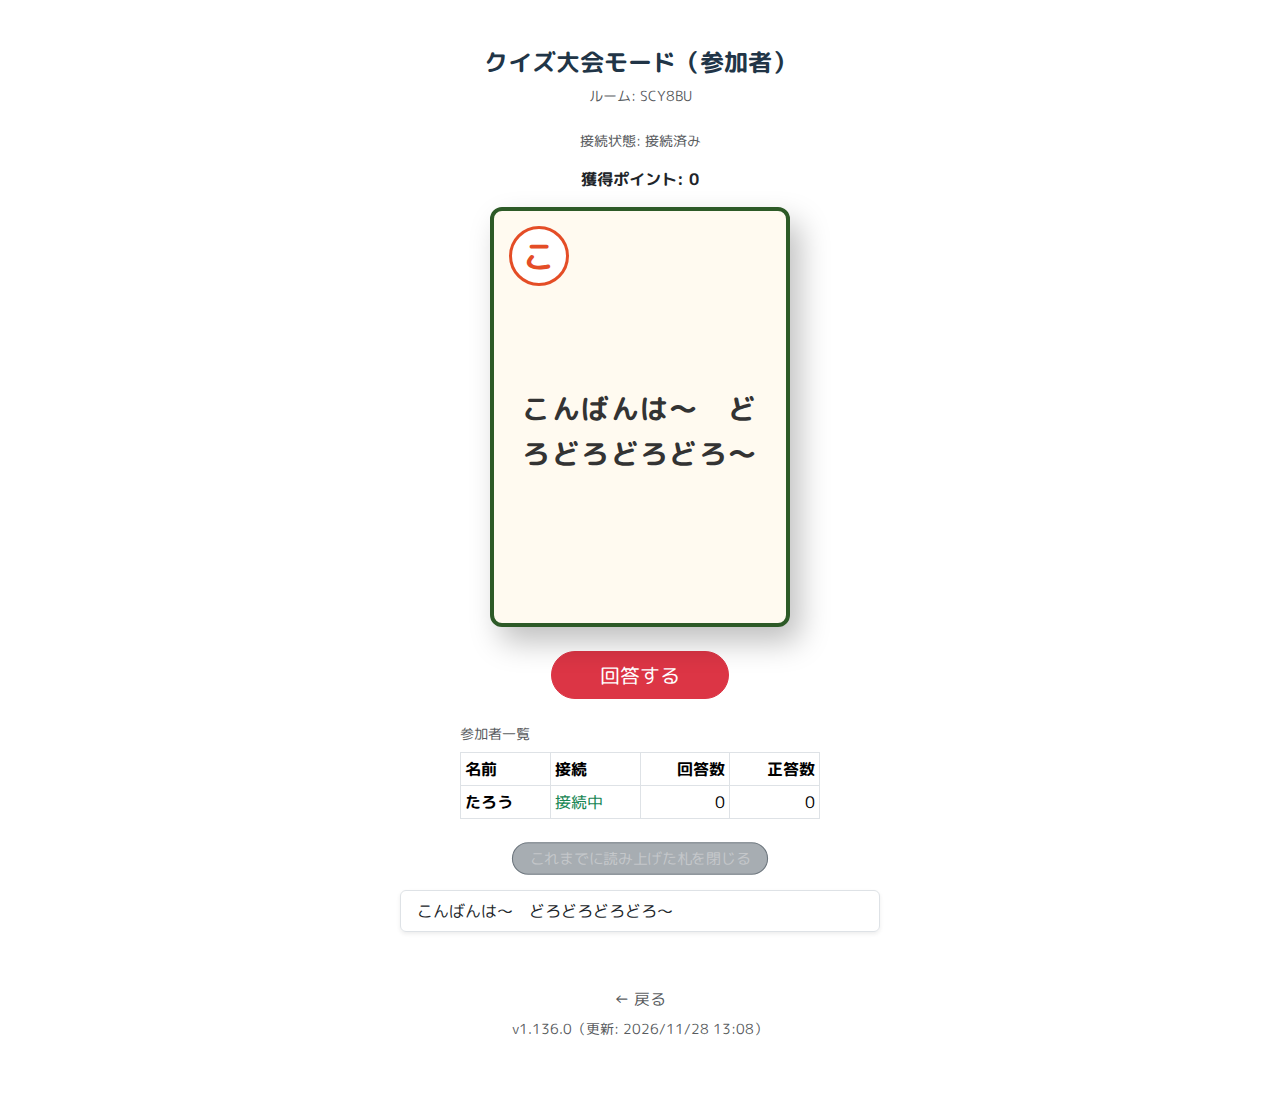 クイズ大会モード（参加者）
ルーム: SCY8BU
接続状態: 接続済み
獲得ポイント: 0
こ
こんばんは～　ど
ろどろどろどろ～
回答する
参加者一覧
名前 接続 回答数 正答数
たろう 接続中 0 0
これまでに読み上げた札を閉じる
こんばんは～　どろどろどろどろ～
← 戻る
v1.136.0（更新: 2026/11/28 13:08）